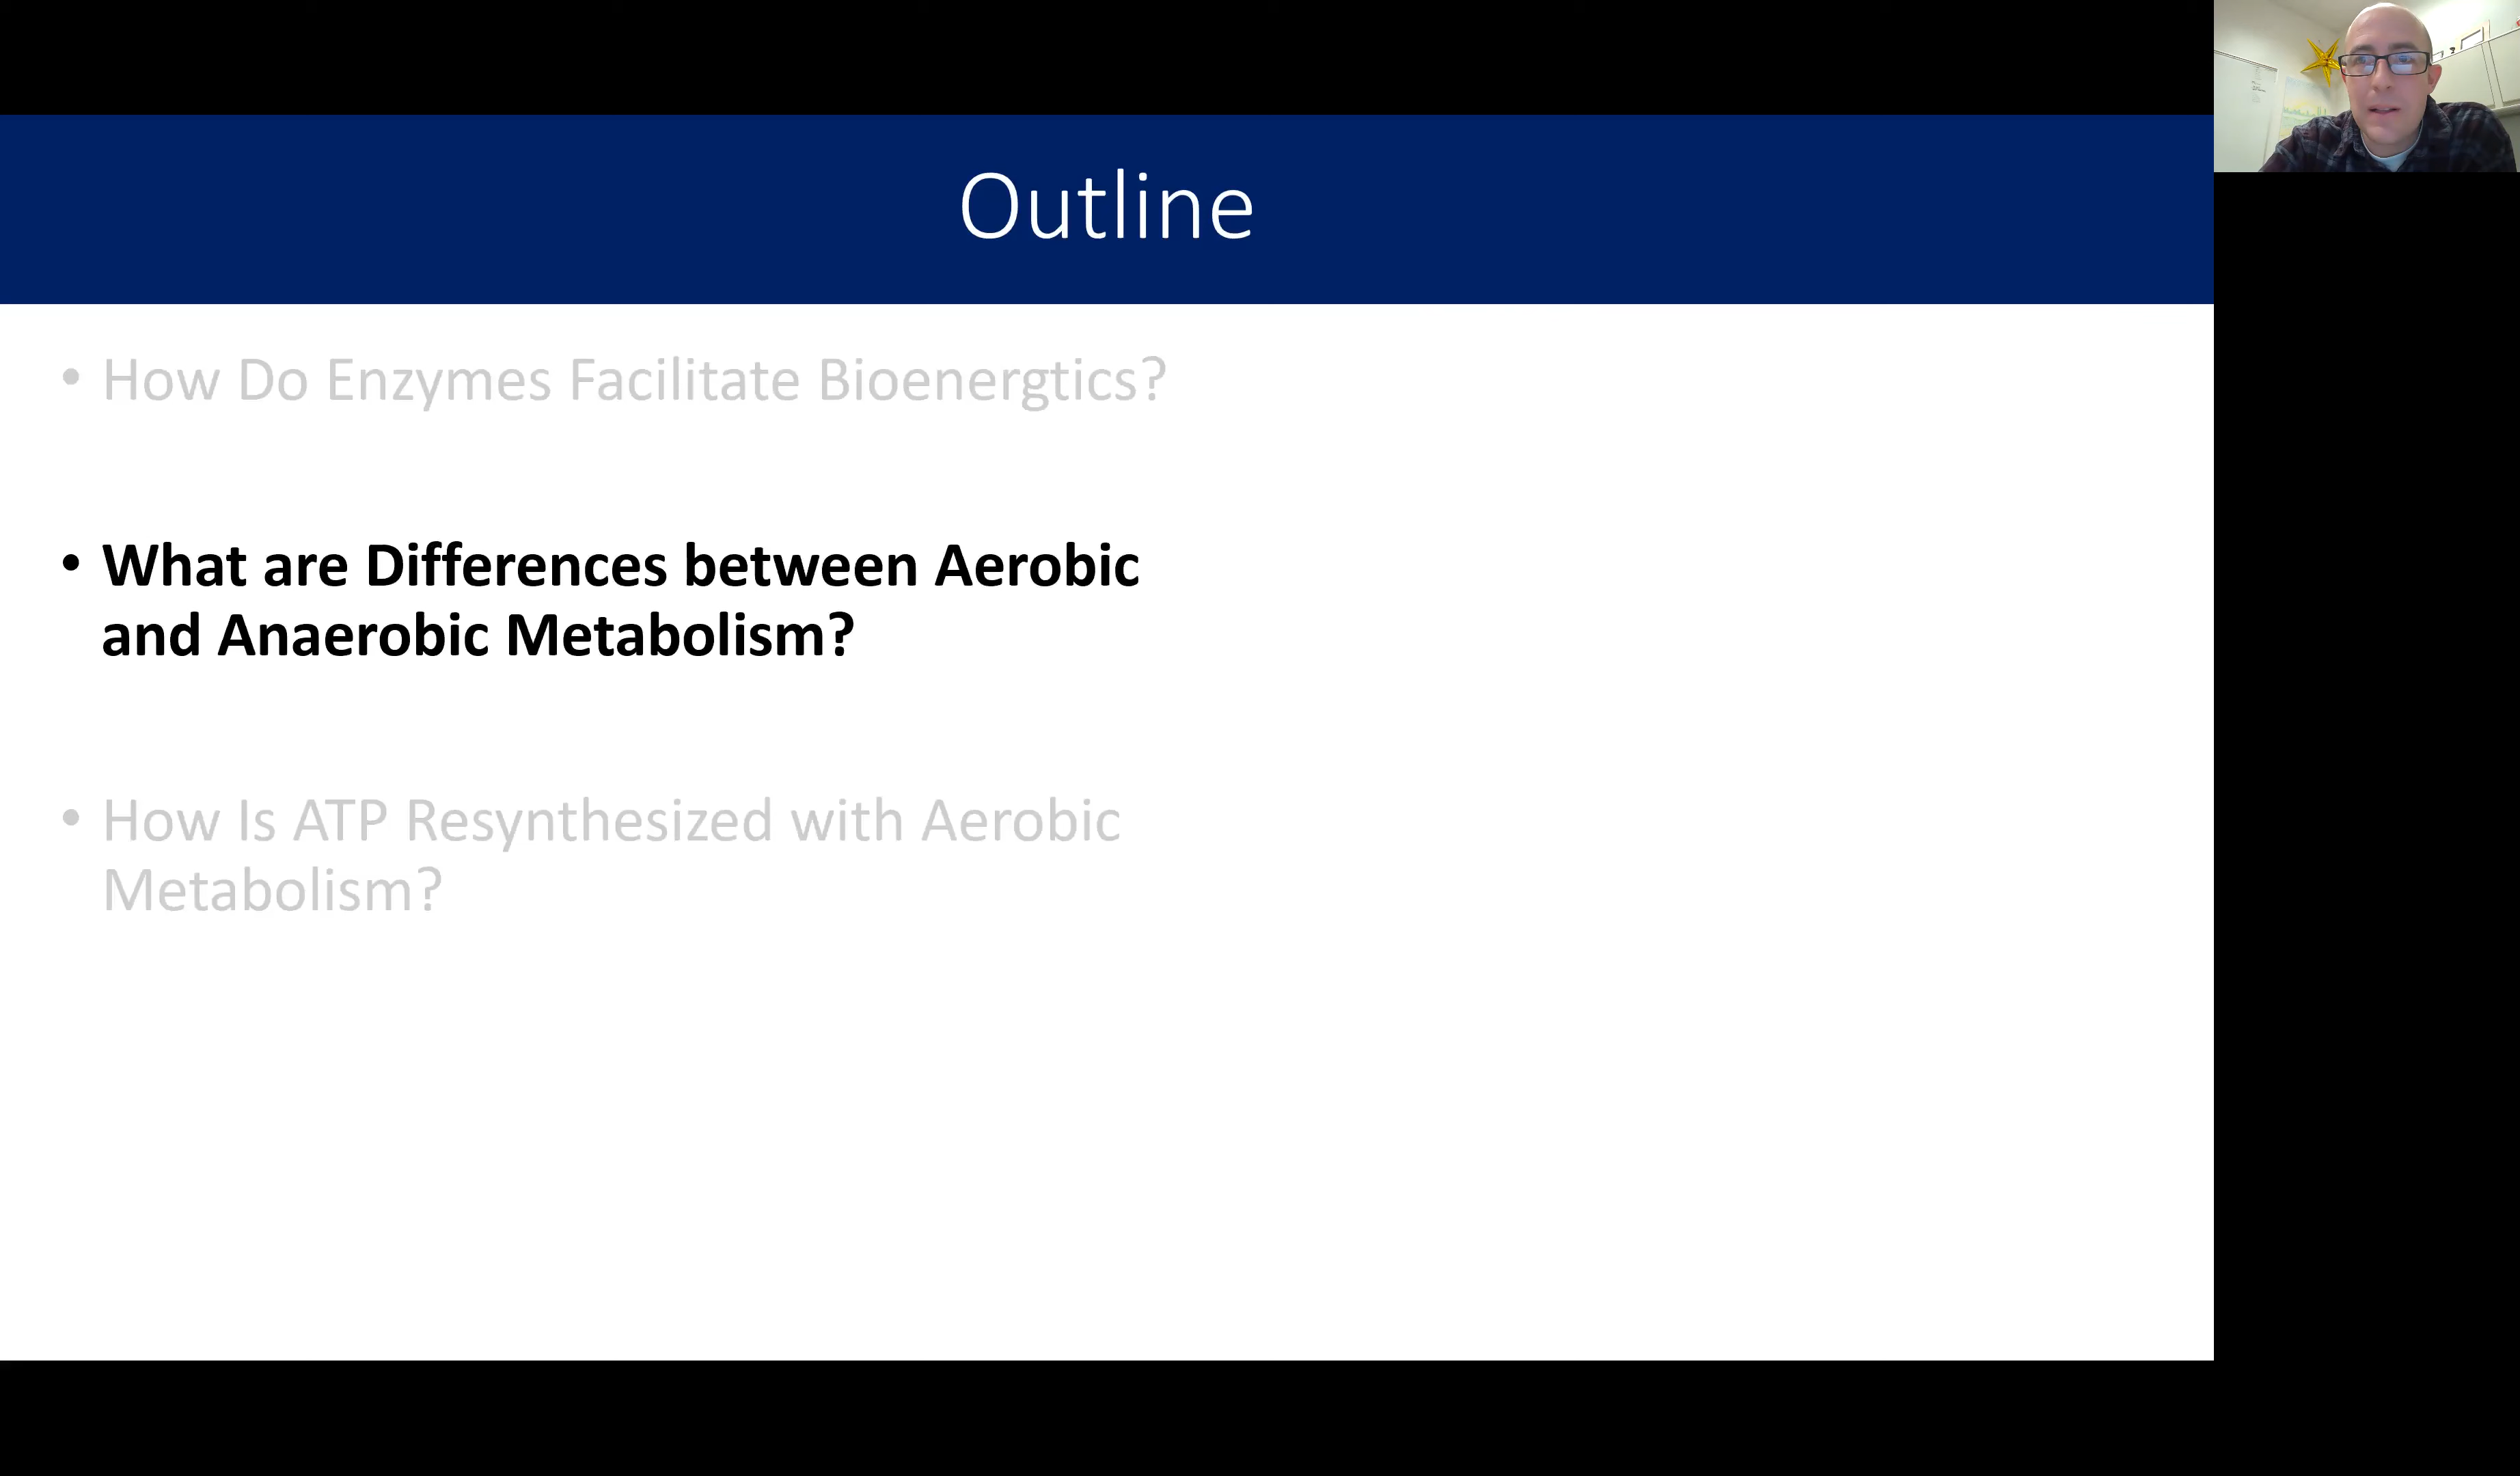 Outline
• How Do Enzymes Facilitate Bioenergtics?
• What are Differences between Aerobic
and Anaerobic Metabolism?
• How Is ATP Resynthesized with Aerobic
Metabolism?